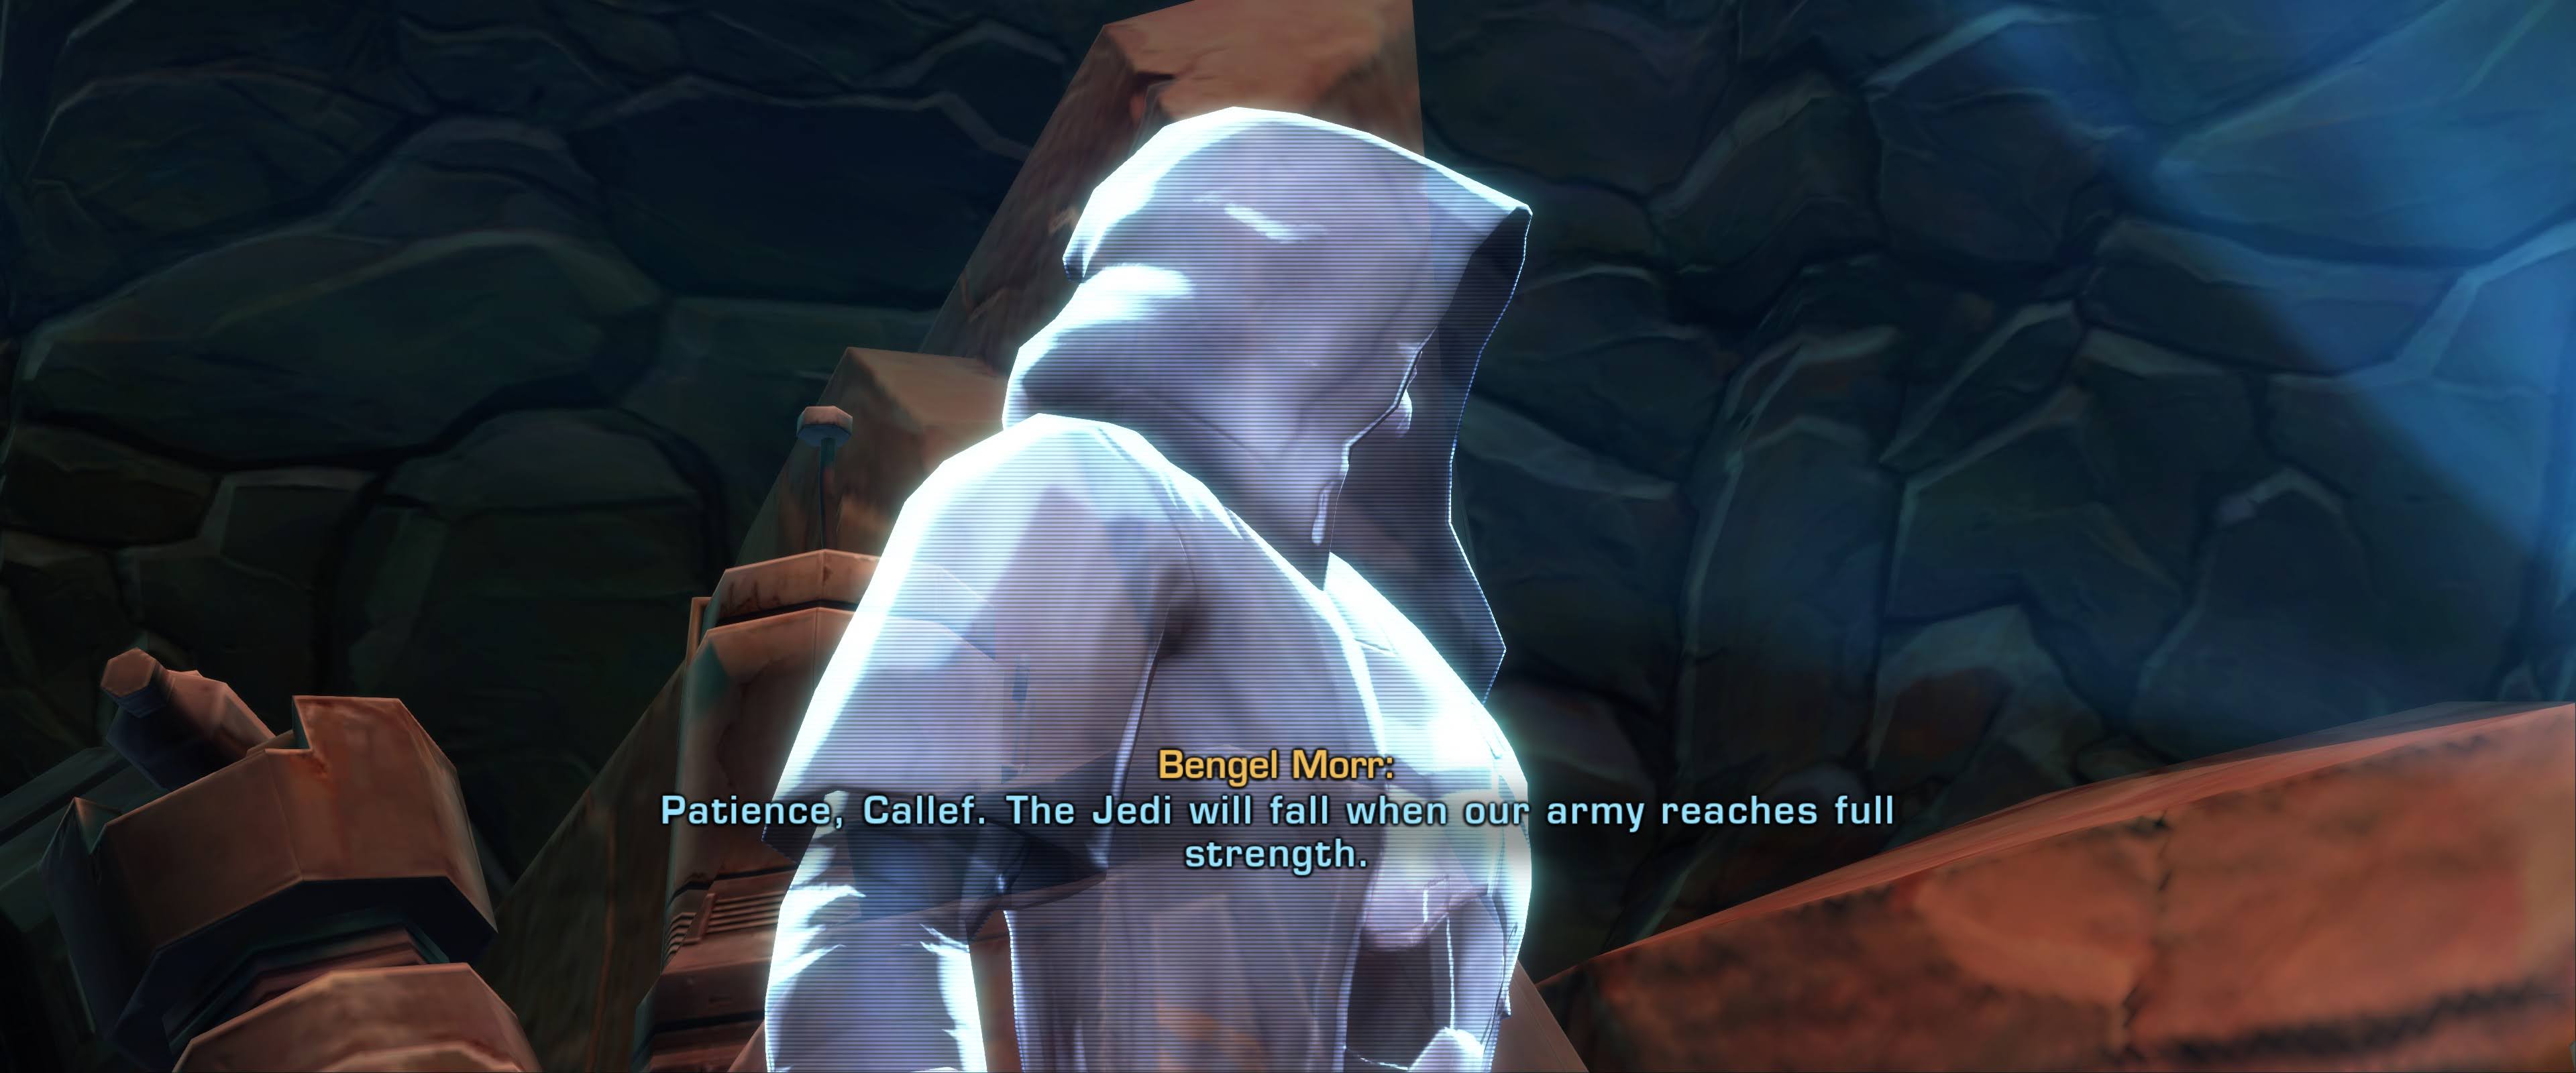 Bengel Morr:
Patience, Callef. The Jedi will fall when our army reaches full
strength.